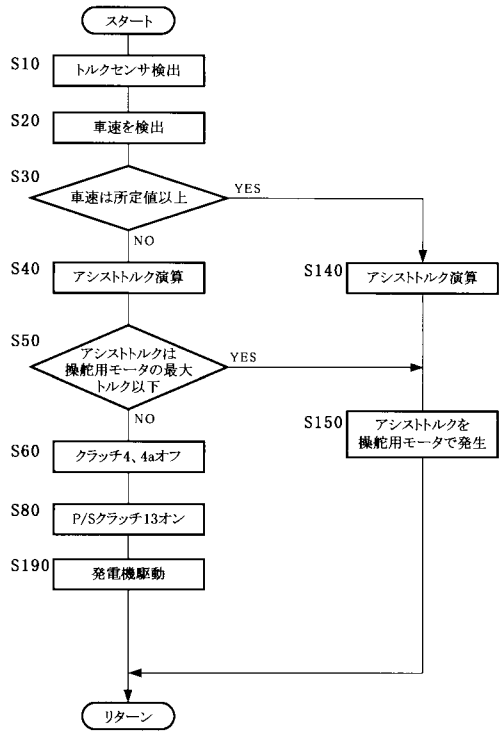 スタート
S10
トルクセンサ検出
S20
車速を検出
S30
車速は所定値以上
YES
NO
S40
アシストトルク演算
S140
アシストトルク演算
S50
アシストトルクは
操舵用モータの最大
トルク以下
YES
NO
S150
アシストトルクを
操舵用モータで発生
S60
クラッチ4、4aオフ
S80
P/Sクラッチ13オン
S190
発電機駆動
リターン